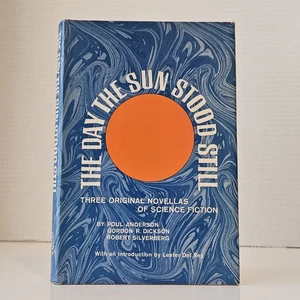 THE DAY THE SUN STOOD STILL
THREE ORIGINAL NOVELLAS
OF SCIENCE FICTION
BY POUL ANDERSON
GORDON R. DICKSON
ROBERT SILVERBERG
With an Introduction by Lester Del Rey